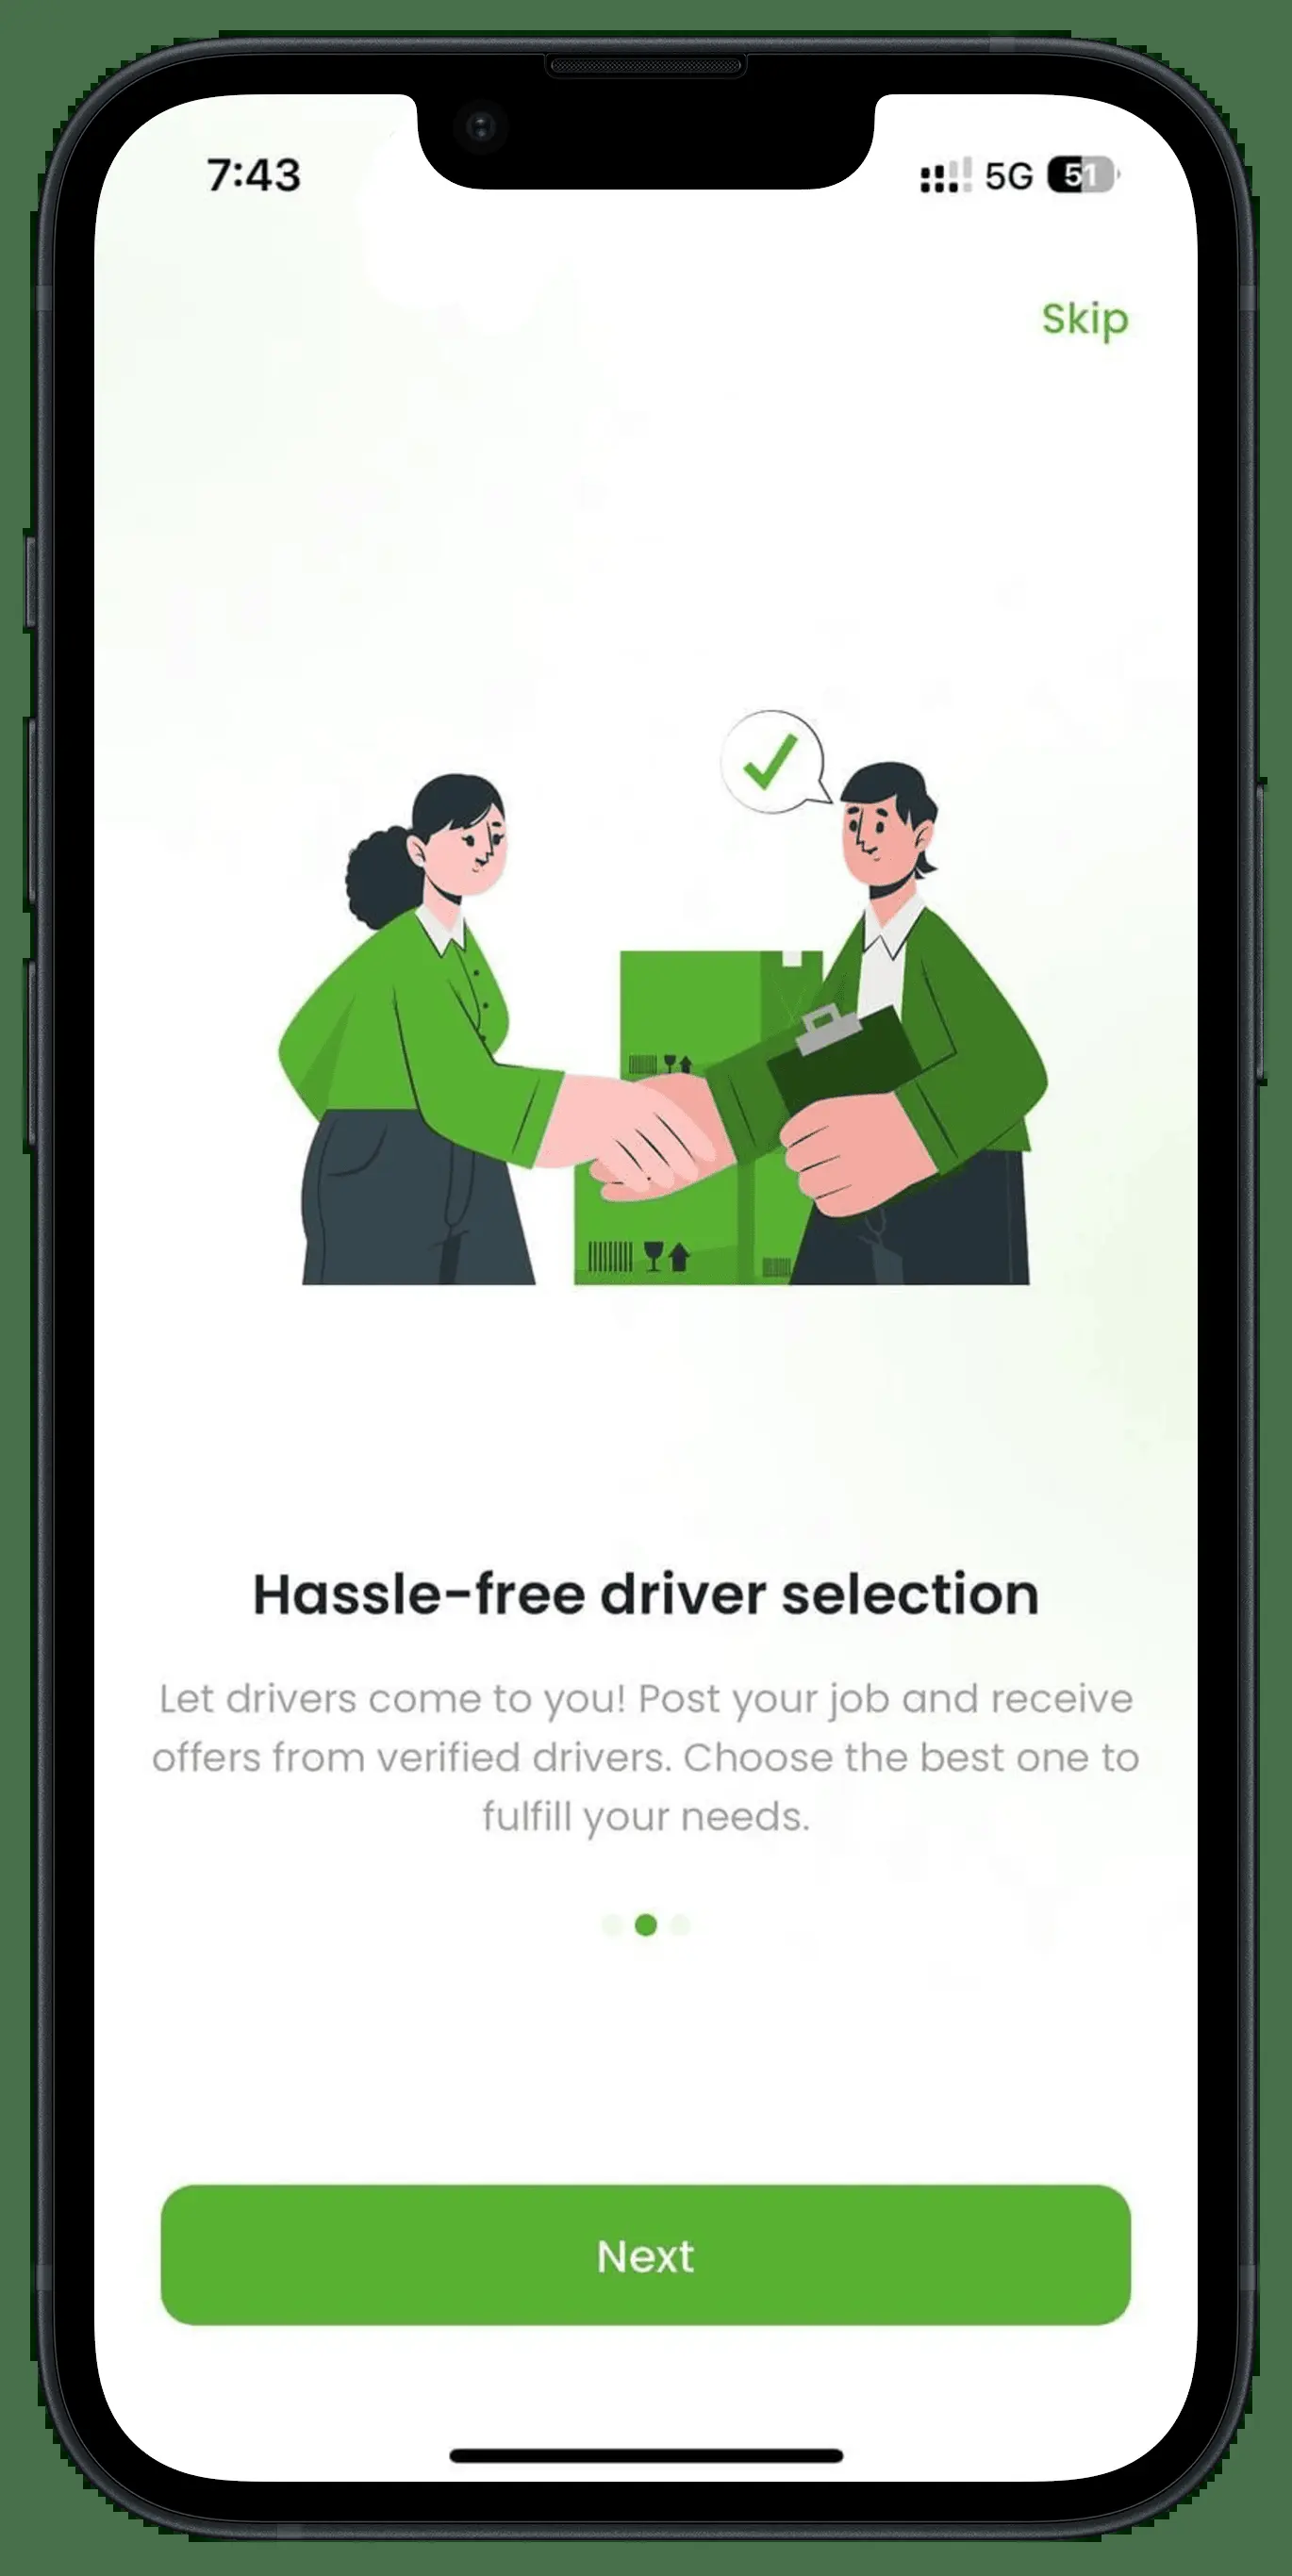 7:43 5G 51
Skip
Hassle-free driver selection
Let drivers come to you! Post your job and receive
offers from verified drivers. Choose the best one to
fulfill your needs.
Next